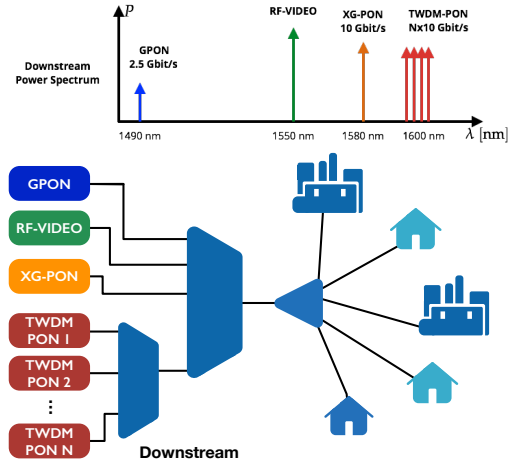 P
RF-VIDEO
XG-PON
10 Gbit/s
TWDM-PON
Nx10 Gbit/s
GPON
2.5 Gbit/s
Downstream
Power Spectrum
1490 nm
1550 nm
1580 nm
1600 nm
λ [nm]
GPON
RF-VIDEO
XG-PON
TWDM
PON 1
TWDM
PON 2
⋮
TWDM
PON N
Downstream